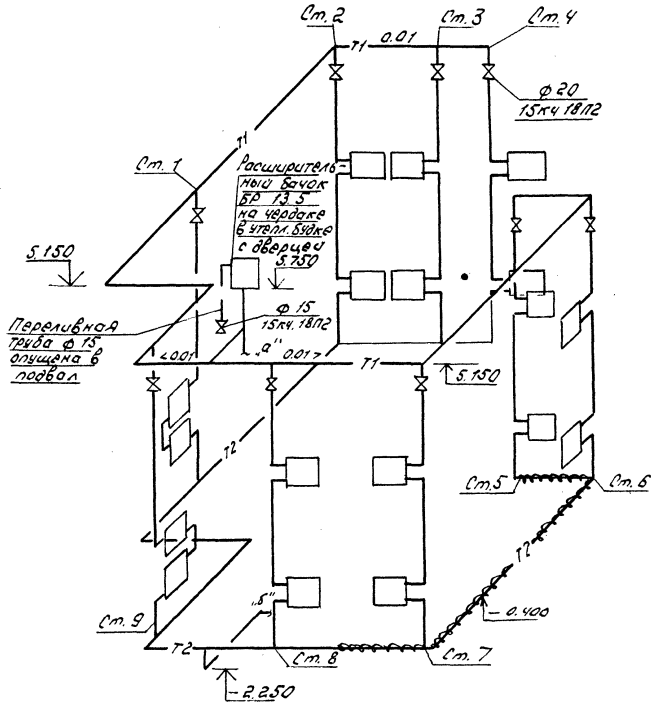 Ст. 2
Ст. 3
Ст. 4
Т1
0.01
Ф 20
15кч 18П2
Т1
Ст. 1
Расширитель-
ный бачок
БР 13.5
на чердаке
в утепл. будке
с дверцей
5.150
5.750
Переливная
труба ф 15
опущена в
подвал
ф 15
15кч. 18П2
<0.01
„а"
0.01>
Т1
5.150
Т2
Ст. 5
Ст. 6
Т2
-0.400
„б"
Ст. 9
Т2
Ст. 8
Ст. 7
-2.250